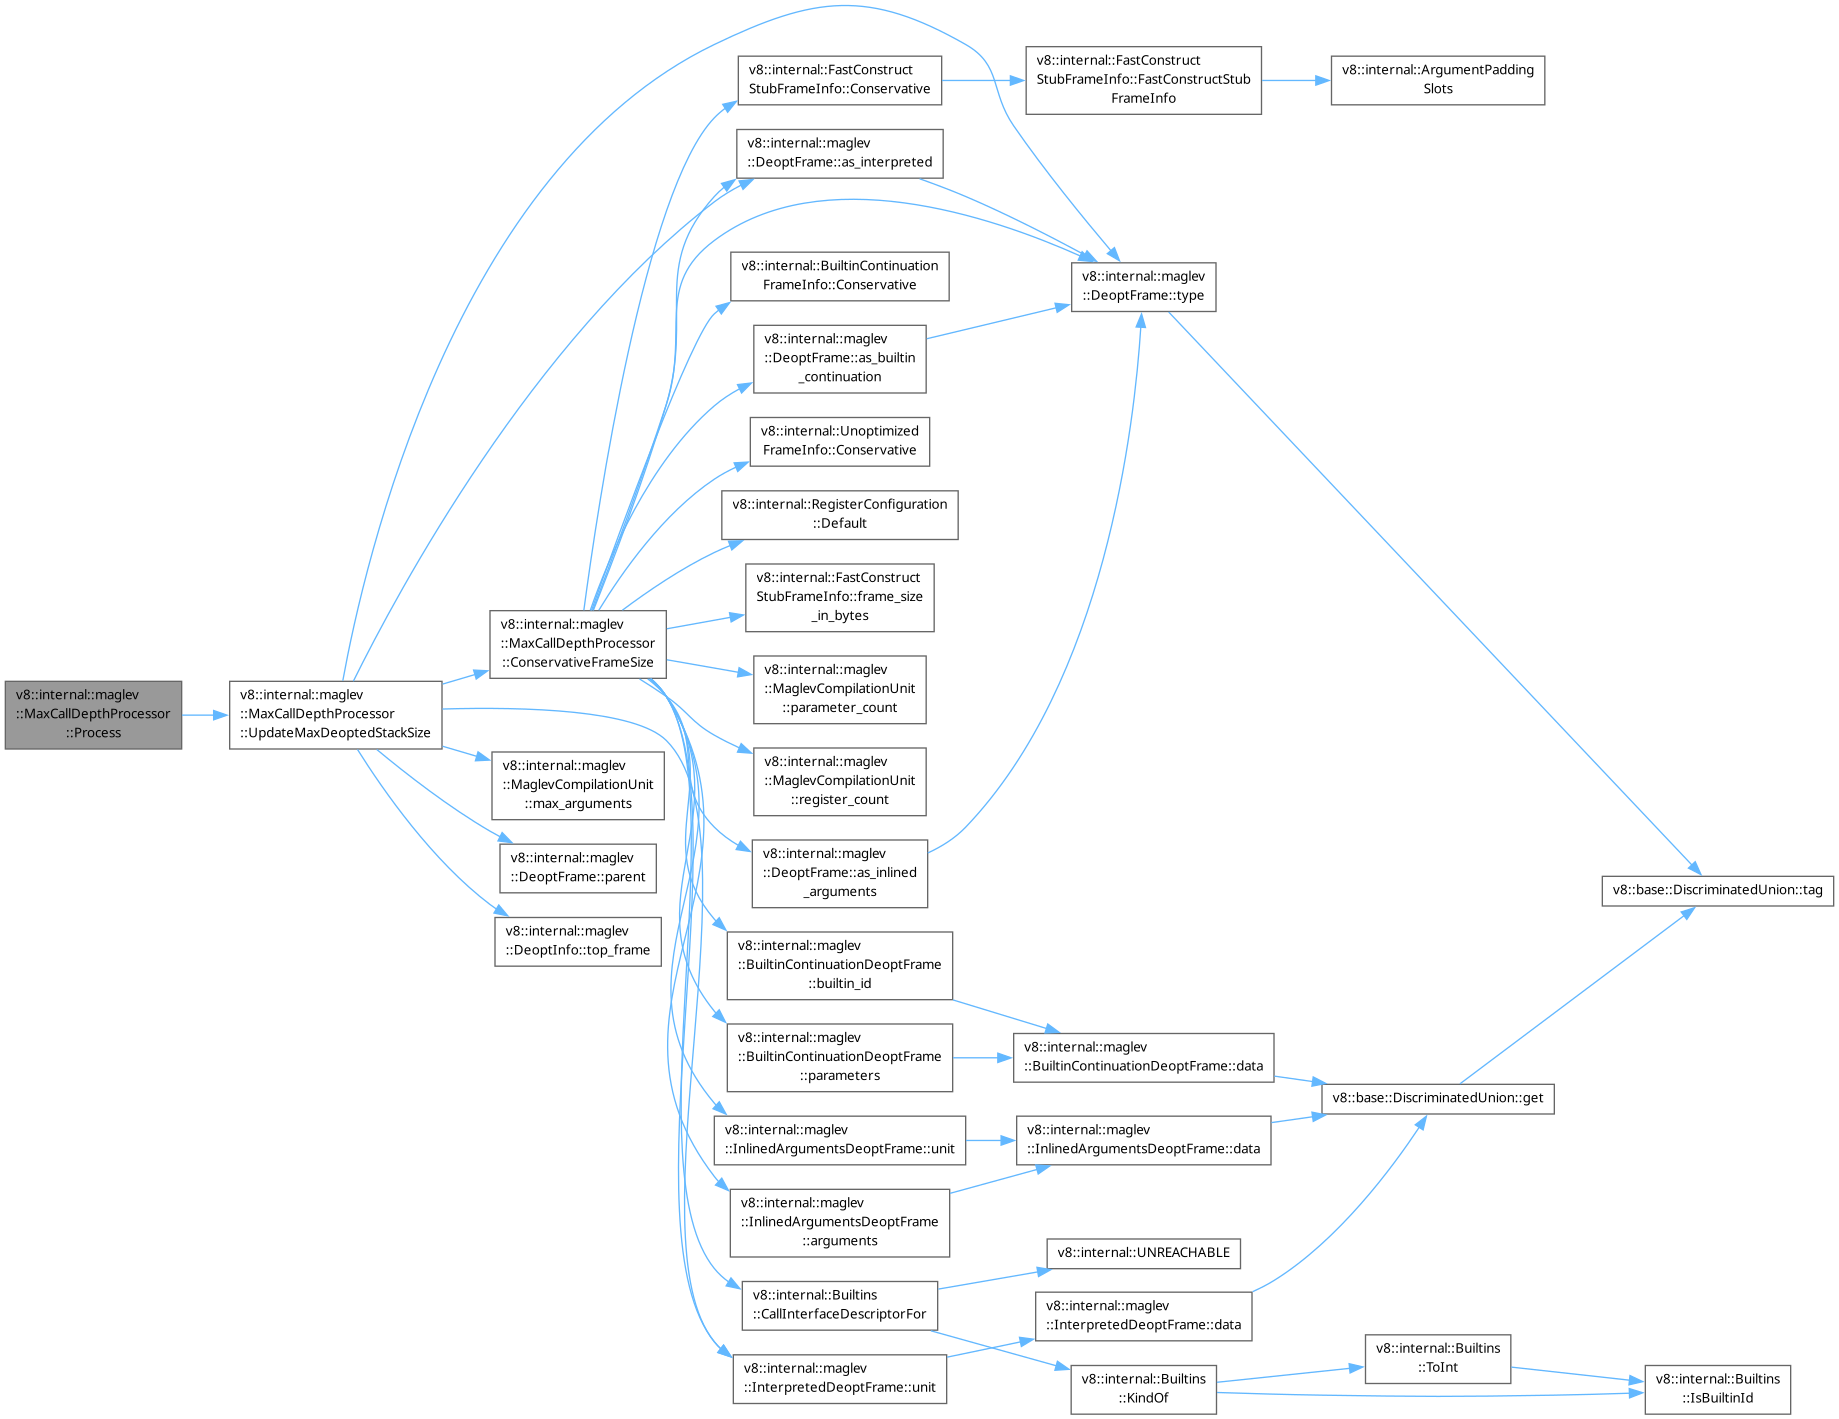 v8::internal::maglev
::MaxCallDepthProcessor
::Process
v8::internal::maglev
::MaxCallDepthProcessor
::UpdateMaxDeoptedStackSize
v8::internal::maglev
::MaxCallDepthProcessor
::ConservativeFrameSize
v8::internal::maglev
::MaglevCompilationUnit
::max_arguments
v8::internal::maglev
::DeoptFrame::parent
v8::internal::maglev
::DeoptInfo::top_frame
v8::internal::FastConstruct
StubFrameInfo::Conservative
v8::internal::maglev
::DeoptFrame::as_interpreted
v8::internal::BuiltinContinuation
FrameInfo::Conservative
v8::internal::maglev
::DeoptFrame::as_builtin
_continuation
v8::internal::Unoptimized
FrameInfo::Conservative
v8::internal::RegisterConfiguration
::Default
v8::internal::FastConstruct
StubFrameInfo::frame_size
_in_bytes
v8::internal::maglev
::MaglevCompilationUnit
::parameter_count
v8::internal::maglev
::MaglevCompilationUnit
::register_count
v8::internal::maglev
::DeoptFrame::as_inlined
_arguments
v8::internal::maglev
::BuiltinContinuationDeoptFrame
::builtin_id
v8::internal::maglev
::BuiltinContinuationDeoptFrame
::parameters
v8::internal::maglev
::InlinedArgumentsDeoptFrame::unit
v8::internal::maglev
::InlinedArgumentsDeoptFrame
::arguments
v8::internal::Builtins
::CallInterfaceDescriptorFor
v8::internal::maglev
::InterpretedDeoptFrame::unit
v8::internal::FastConstruct
StubFrameInfo::FastConstructStub
FrameInfo
v8::internal::maglev
::DeoptFrame::type
v8::internal::maglev
::BuiltinContinuationDeoptFrame::data
v8::internal::maglev
::InlinedArgumentsDeoptFrame::data
v8::internal::UNREACHABLE
v8::internal::maglev
::InterpretedDeoptFrame::data
v8::internal::Builtins
::KindOf
v8::internal::ArgumentPadding
Slots
v8::base::DiscriminatedUnion::get
v8::internal::Builtins
::ToInt
v8::base::DiscriminatedUnion::tag
v8::internal::Builtins
::IsBuiltinId